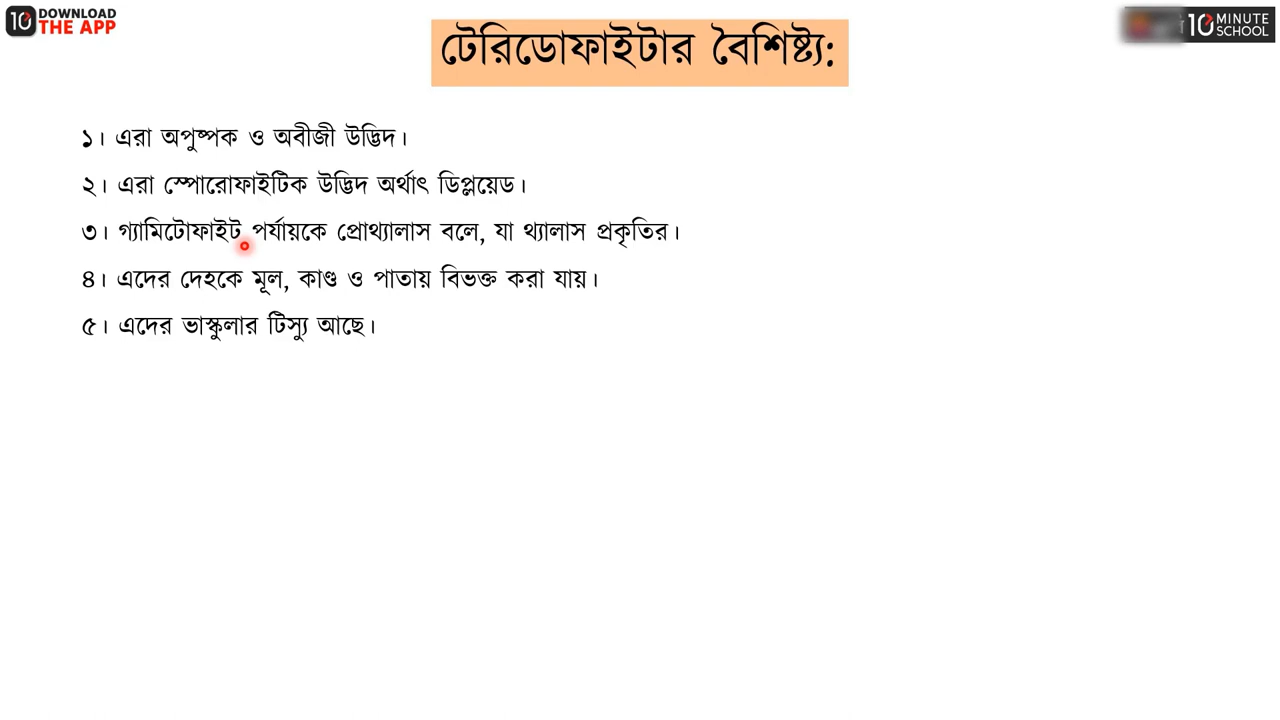 DOWNLOAD
THE APP
10 MINUTE
SCHOOL
টেরিডোফাইটার বৈশিষ্ট্য:
১। এরা অপুষ্পক ও অবীজী উদ্ভিদ।
২। এরা স্পোরোফাইটিক উদ্ভিদ অর্থাৎ ডিপ্লয়েড।
৩। গ্যামিটোফাইট পর্যায়কে প্রোথ্যালাস বলে, যা থ্যালাস প্রকৃতির।
৪। এদের দেহকে মূল, কাণ্ড ও পাতায় বিভক্ত করা যায়।
৫। এদের ভাস্কুলার টিস্যু আছে।